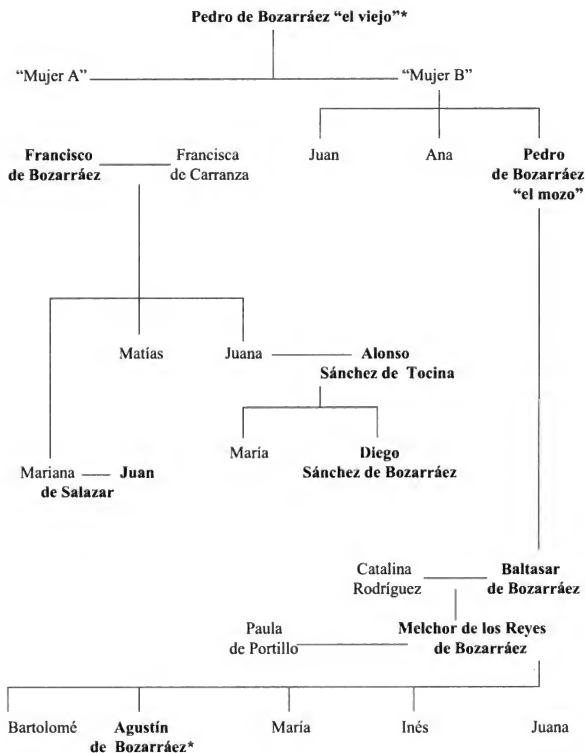 Pedro de Bozarráez “el viejo”*
“Mujer A” “Mujer B”
Francisco
de Bozarráez
Francisca
de Carranza
Juan
Ana
Pedro
de Bozarráez
“el mozo”
Matías
Juana
Alonso
Sánchez de Tocina
María
Diego
Sánchez de Bozarráez
Mariana Juan
de Salazar
Catalina
Rodríguez
Baltasar
de Bozarráez
Paula
de Portillo
Melchor de los Reyes
de Bozarráez
Bartolomé
Agustín
de Bozarráez*
María
Inés
Juana